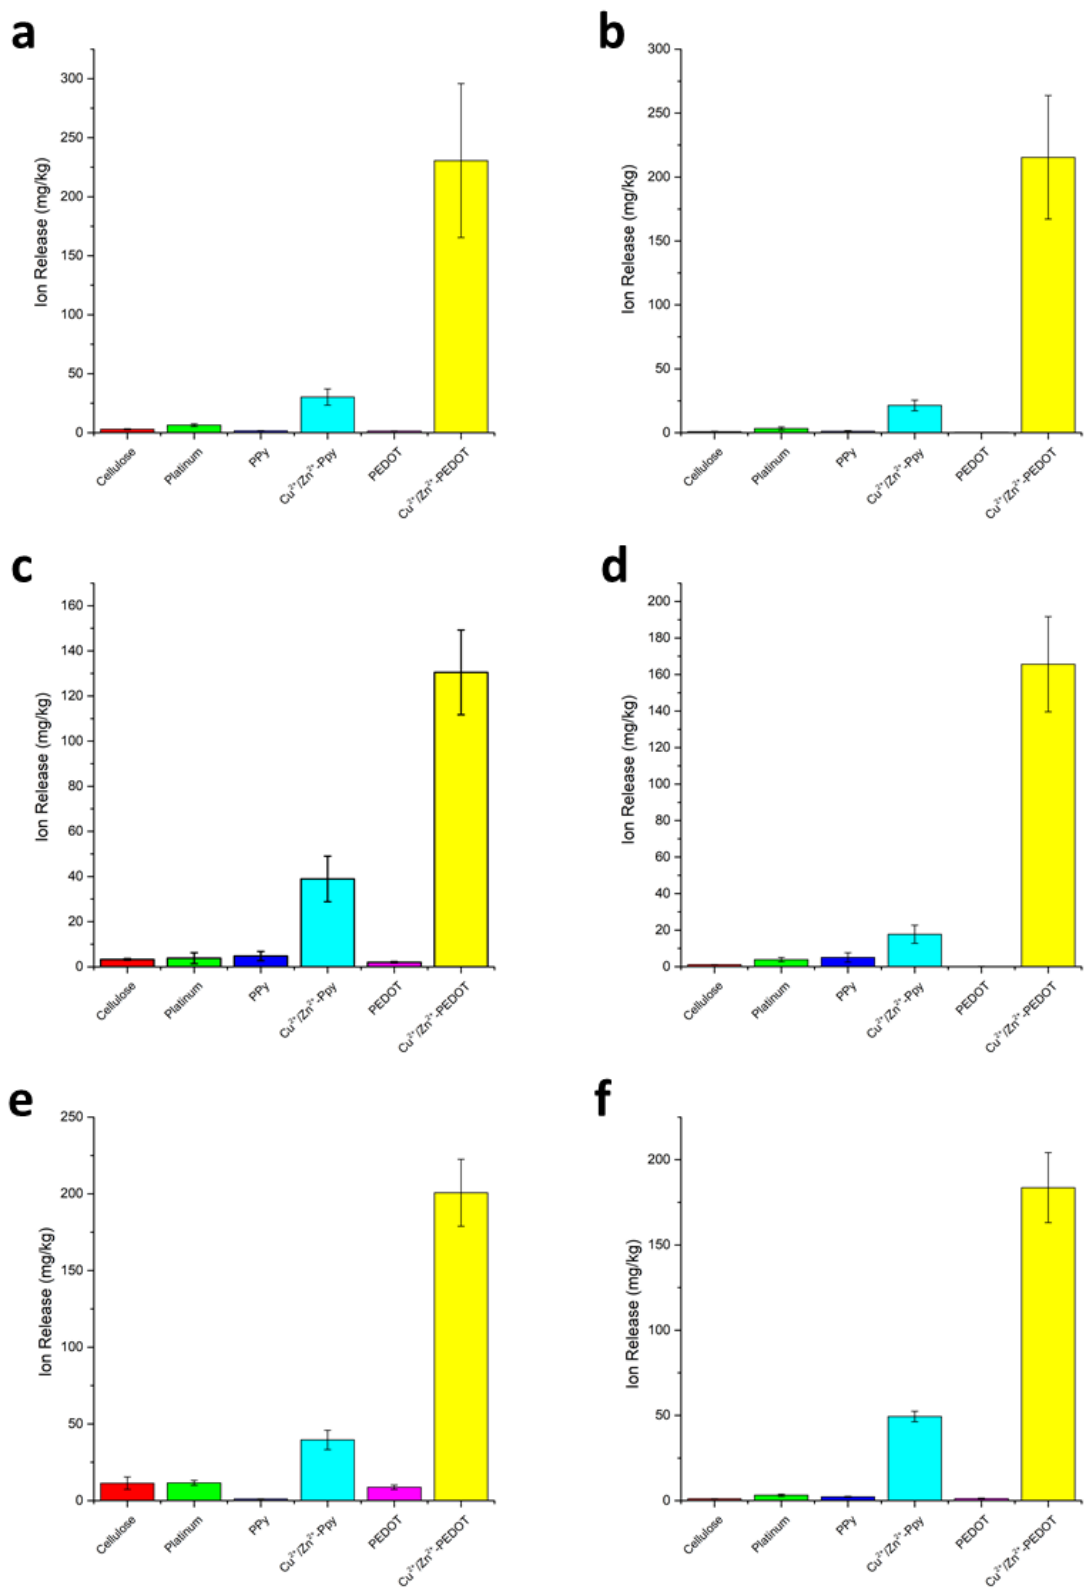 a
300
250
200
150
100
50
0
Ion Release (mg/kg)
Cellulose
Platinum
PPy
Cu²⁺/Zn²⁺-Ppy
PEDOT
Cu²⁺/Zn²⁺-PEDOT
b
300
250
200
150
100
50
0
Ion Release (mg/kg)
Cellulose
Platinum
PPy
Cu²⁺/Zn²⁺-Ppy
PEDOT
Cu²⁺/Zn²⁺-PEDOT
c
160
140
120
100
80
60
40
20
0
Ion Release (mg/kg)
Cellulose
Platinum
PPy
Cu²⁺/Zn²⁺-Ppy
PEDOT
Cu²⁺/Zn²⁺-PEDOT
d
200
180
160
140
120
100
80
60
40
20
0
Ion Release (mg/kg)
Cellulose
Platinum
PPy
Cu²⁺/Zn²⁺-Ppy
PEDOT
Cu²⁺/Zn²⁺-PEDOT
e
250
200
150
100
50
0
Ion Release (mg/kg)
Cellulose
Platinum
PPy
Cu²⁺/Zn²⁺-Ppy
PEDOT
Cu²⁺/Zn²⁺-PEDOT
f
200
150
100
50
0
Ion Release (mg/kg)
Cellulose
Platinum
PPy
Cu²⁺/Zn²⁺-Ppy
PEDOT
Cu²⁺/Zn²⁺-PEDOT